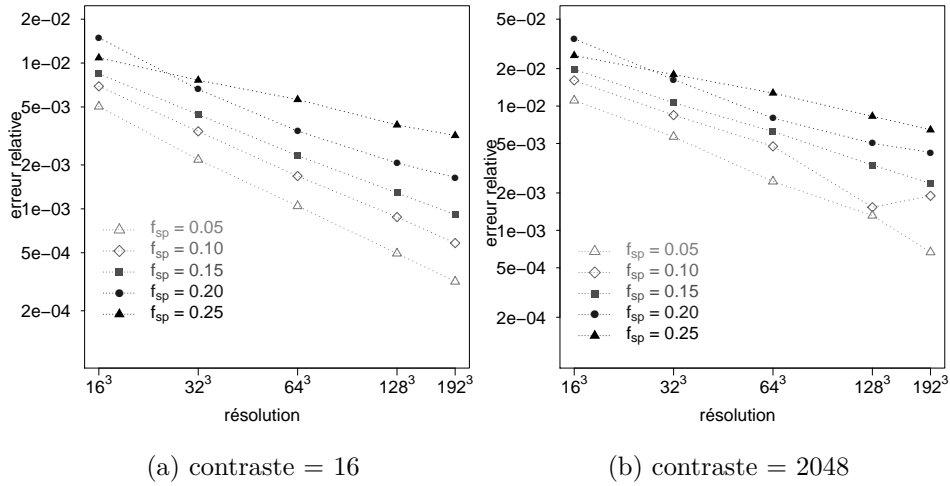 2e−02
1e−02
5e−03
2e−03
1e−03
5e−04
2e−04
erreur relative
f_sp = 0.05
f_sp = 0.10
f_sp = 0.15
f_sp = 0.20
f_sp = 0.25
16³ 32³ 64³ 128³ 192³
résolution
(a) contraste = 16
5e−02
2e−02
1e−02
5e−03
2e−03
1e−03
5e−04
2e−04
erreur relative
f_sp = 0.05
f_sp = 0.10
f_sp = 0.15
f_sp = 0.20
f_sp = 0.25
16³ 32³ 64³ 128³ 192³
résolution
(b) contraste = 2048